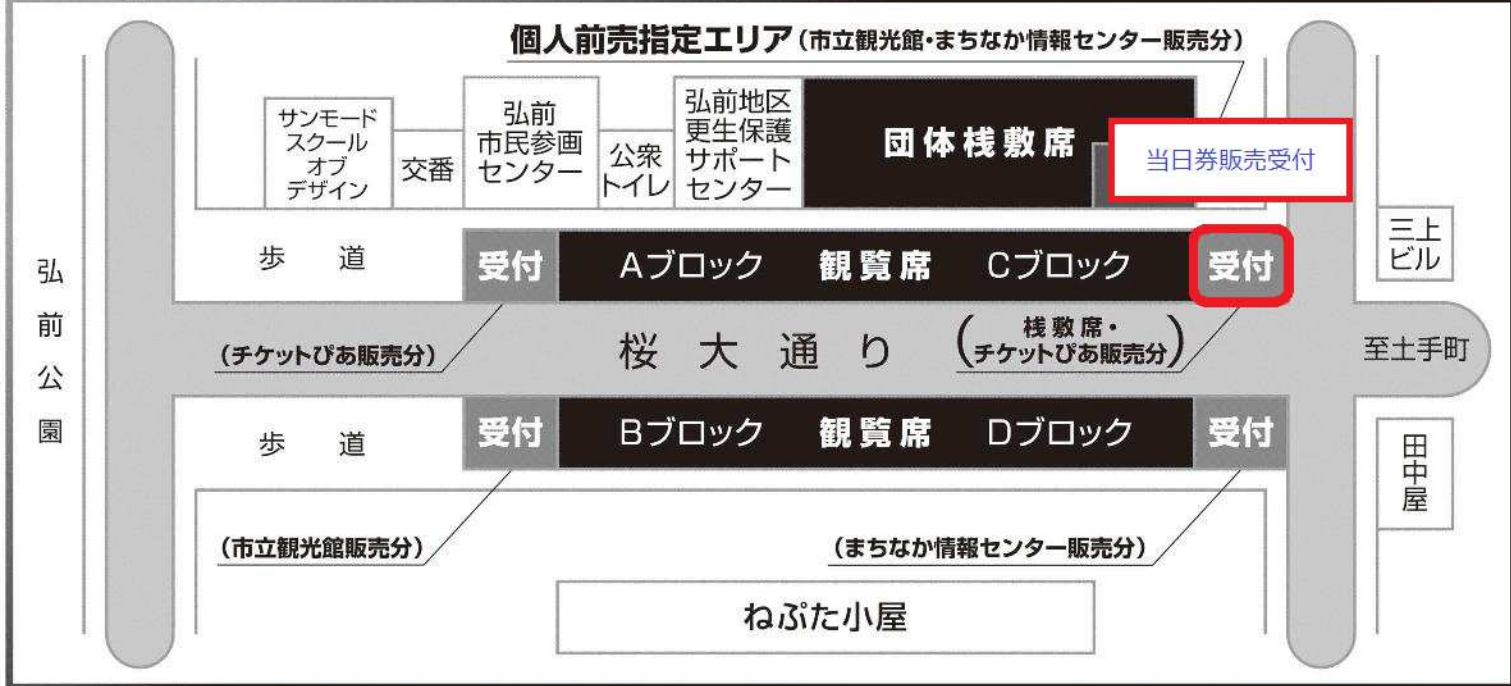 個人前売指定エリア(市立観光館・まちなか情報センター販売分)
サンモード
スクール
オブ
デザイン
交番
弘前
市民参画
センター
公衆
トイレ
弘前地区
更生保護
サポート
センター
団体桟敷席
当日券販売受付
三上
ビル
弘前公園
歩道
受付
Aブロック 観覧席 Cブロック
受付
(チケットぴあ販売分)
桜大通り
(桟敷席・
チケットぴあ販売分)
至土手町
歩道
受付
Bブロック 観覧席 Dブロック
受付
田中屋
(市立観光館販売分)
(まちなか情報センター販売分)
ねぷた小屋